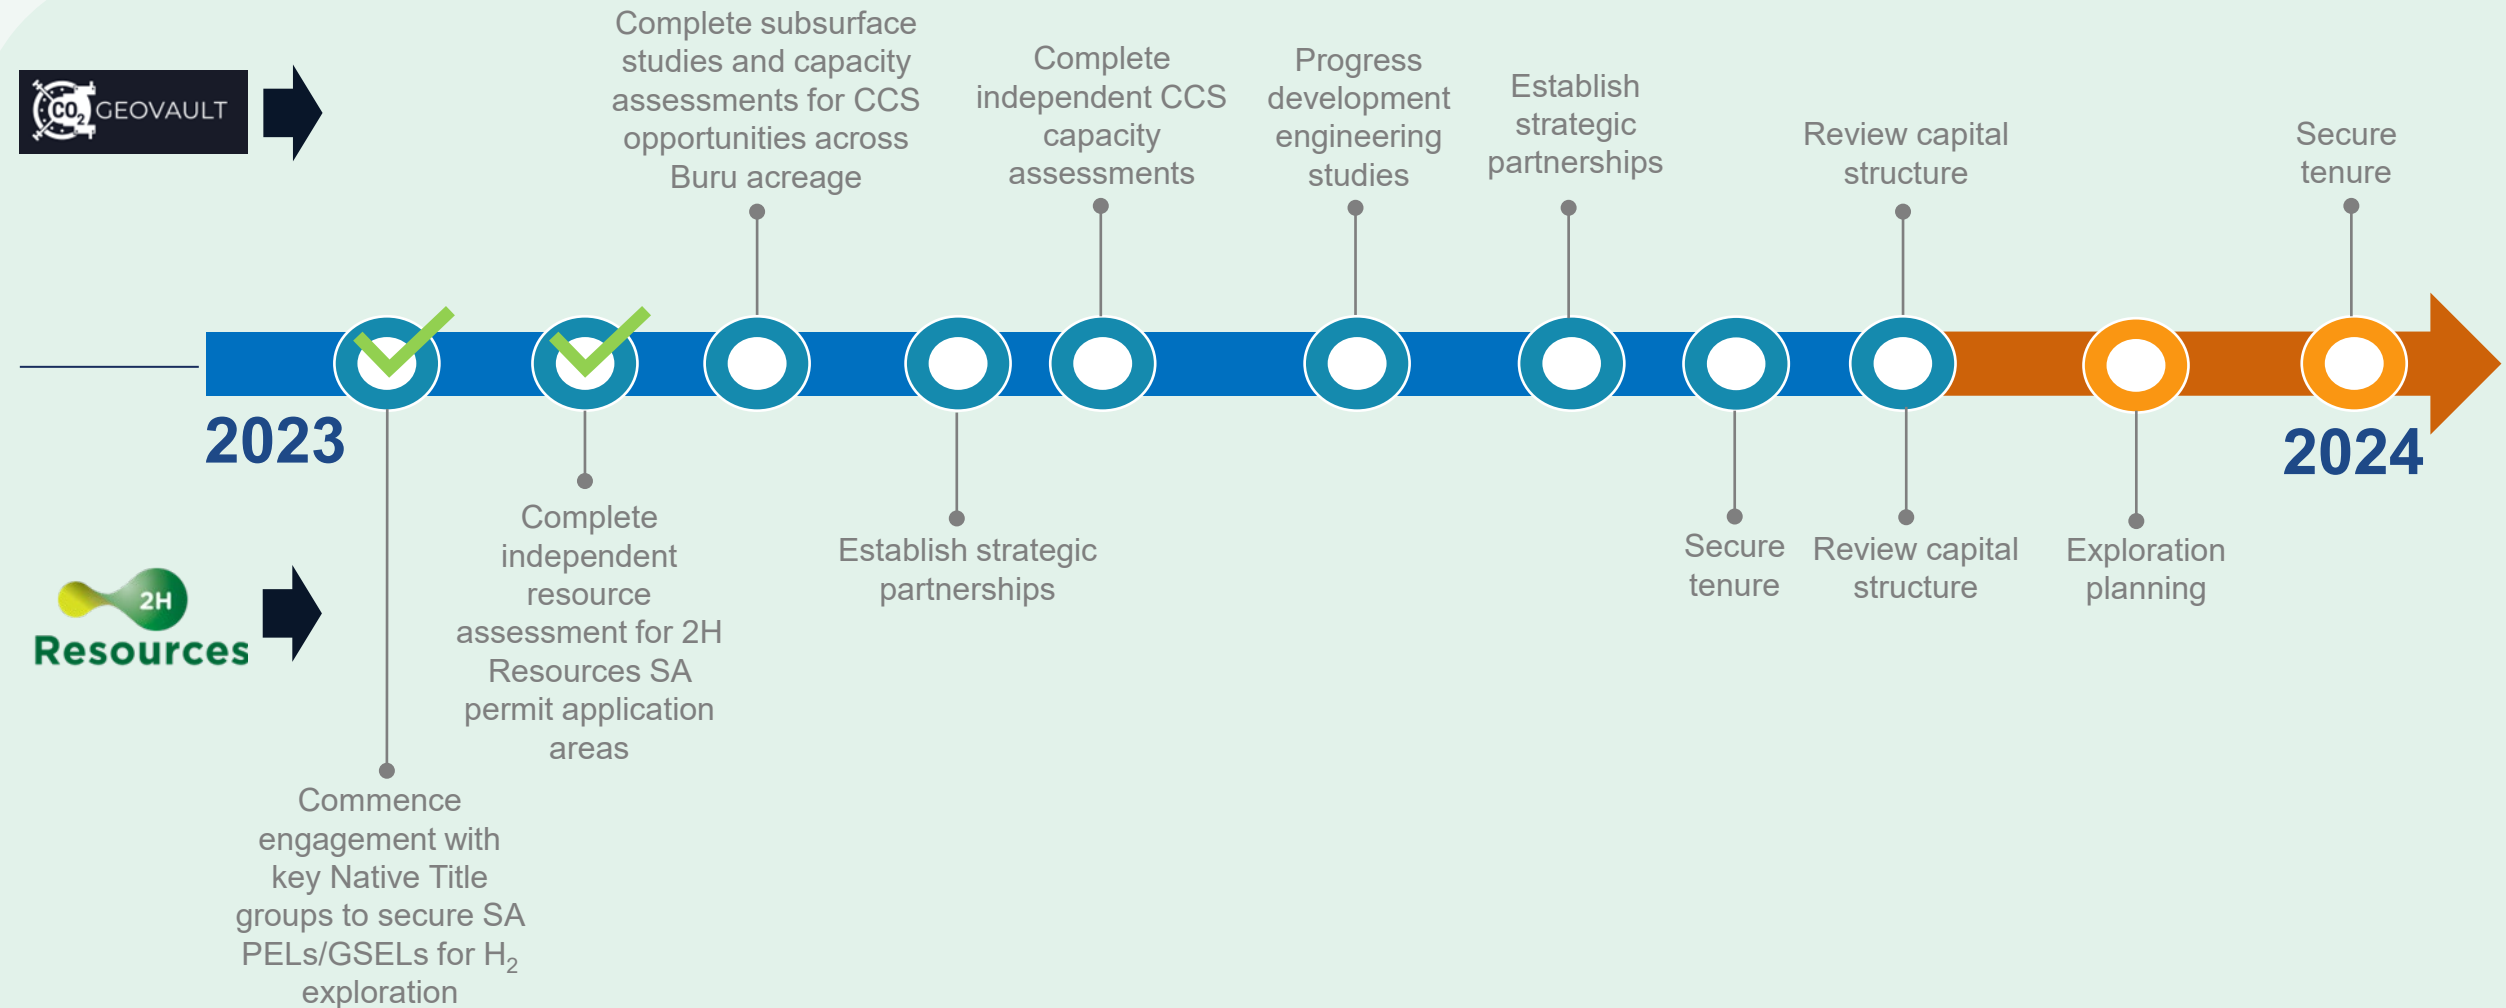 CO2 GEOVAULT
Complete subsurface
studies and capacity
assessments for CCS
opportunities across
Buru acreage
Complete
independent CCS
capacity
assessments
Progress
development
engineering
studies
Establish
strategic
partnerships
Review capital
structure
Secure
tenure
2023
2024
2H
Resources
Commence
engagement with
key Native Title
groups to secure SA
PELs/GSELs for H2
exploration
Complete
independent
resource
assessment for 2H
Resources SA
permit application
areas
Establish strategic
partnerships
Secure
tenure
Review capital
structure
Exploration
planning